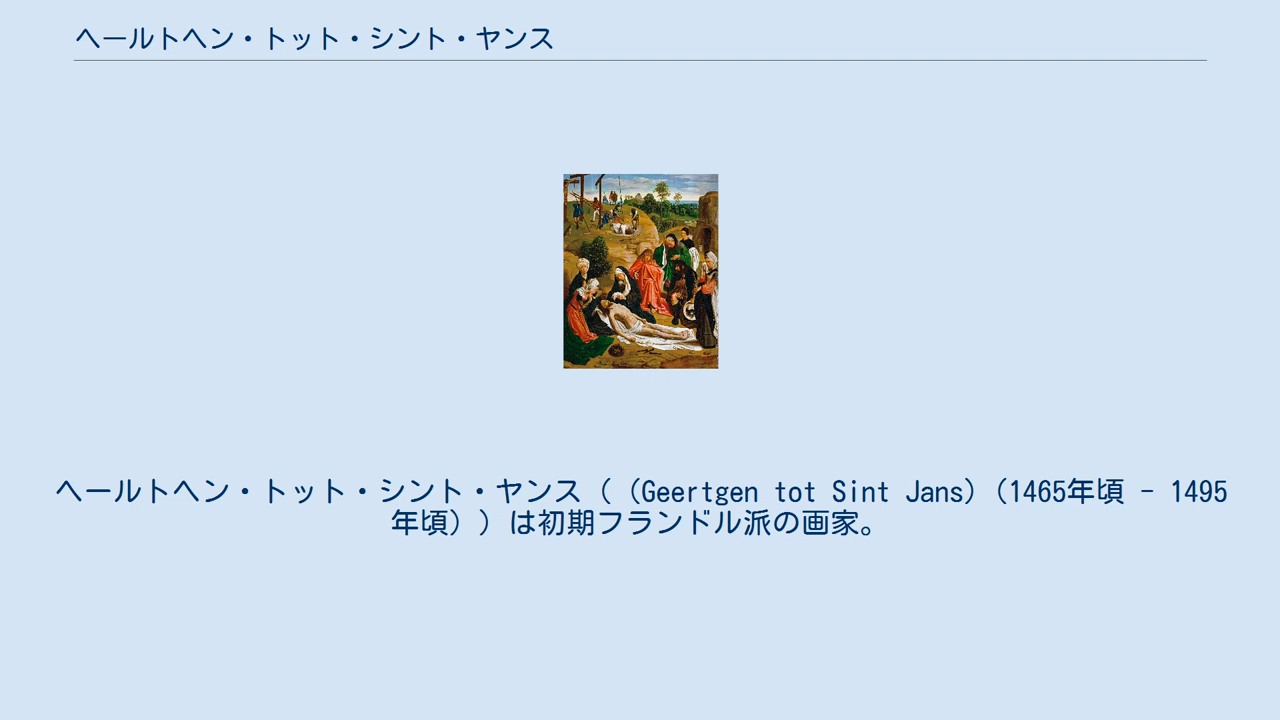 ヘールトヘン・トット・シント・ヤンス
ヘールトヘン・トット・シント・ヤンス（（Geertgen tot Sint Jans）（1465年頃 - 1495
年頃））は初期フランドル派の画家。